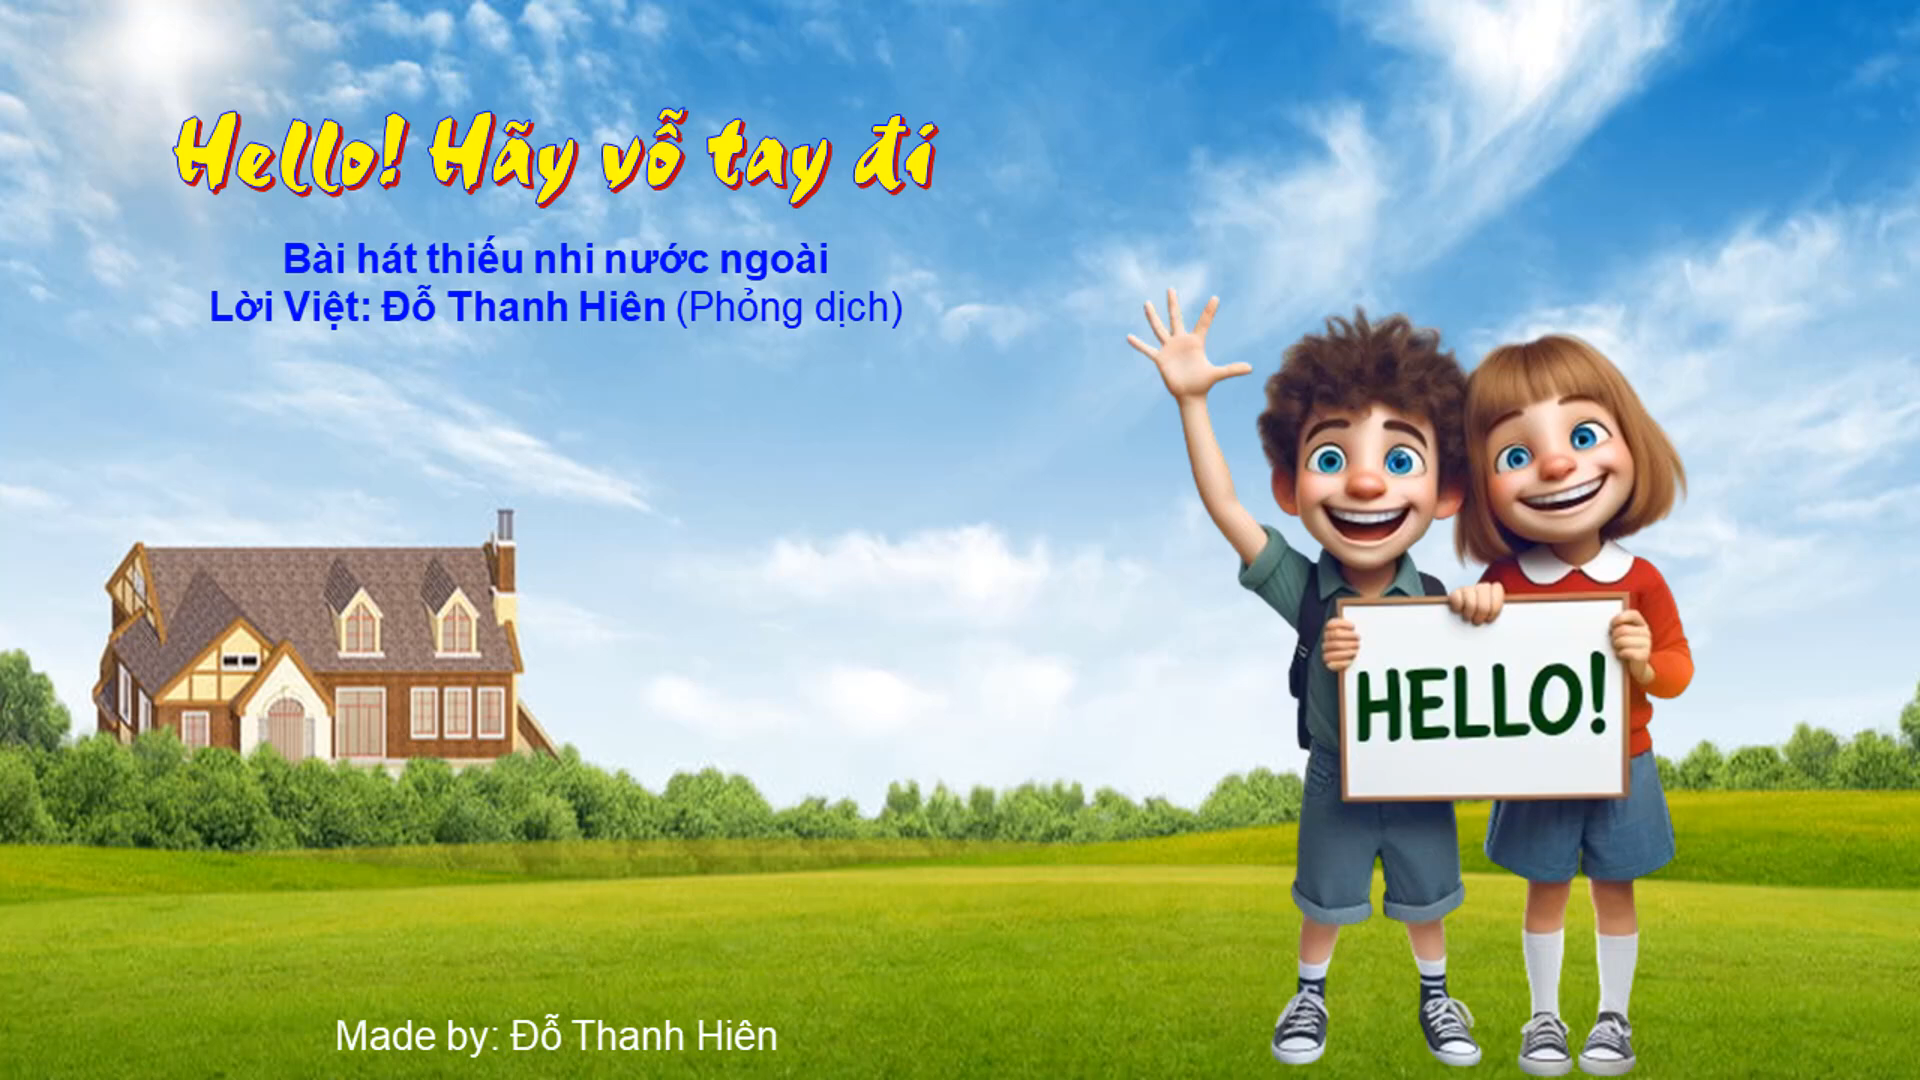 Hello! Hãy vỗ tay đi
Bài hát thiếu nhi nước ngoài
Lời Việt: Đỗ Thanh Hiên (Phỏng dịch)
HELLO!
Made by: Đỗ Thanh Hiên